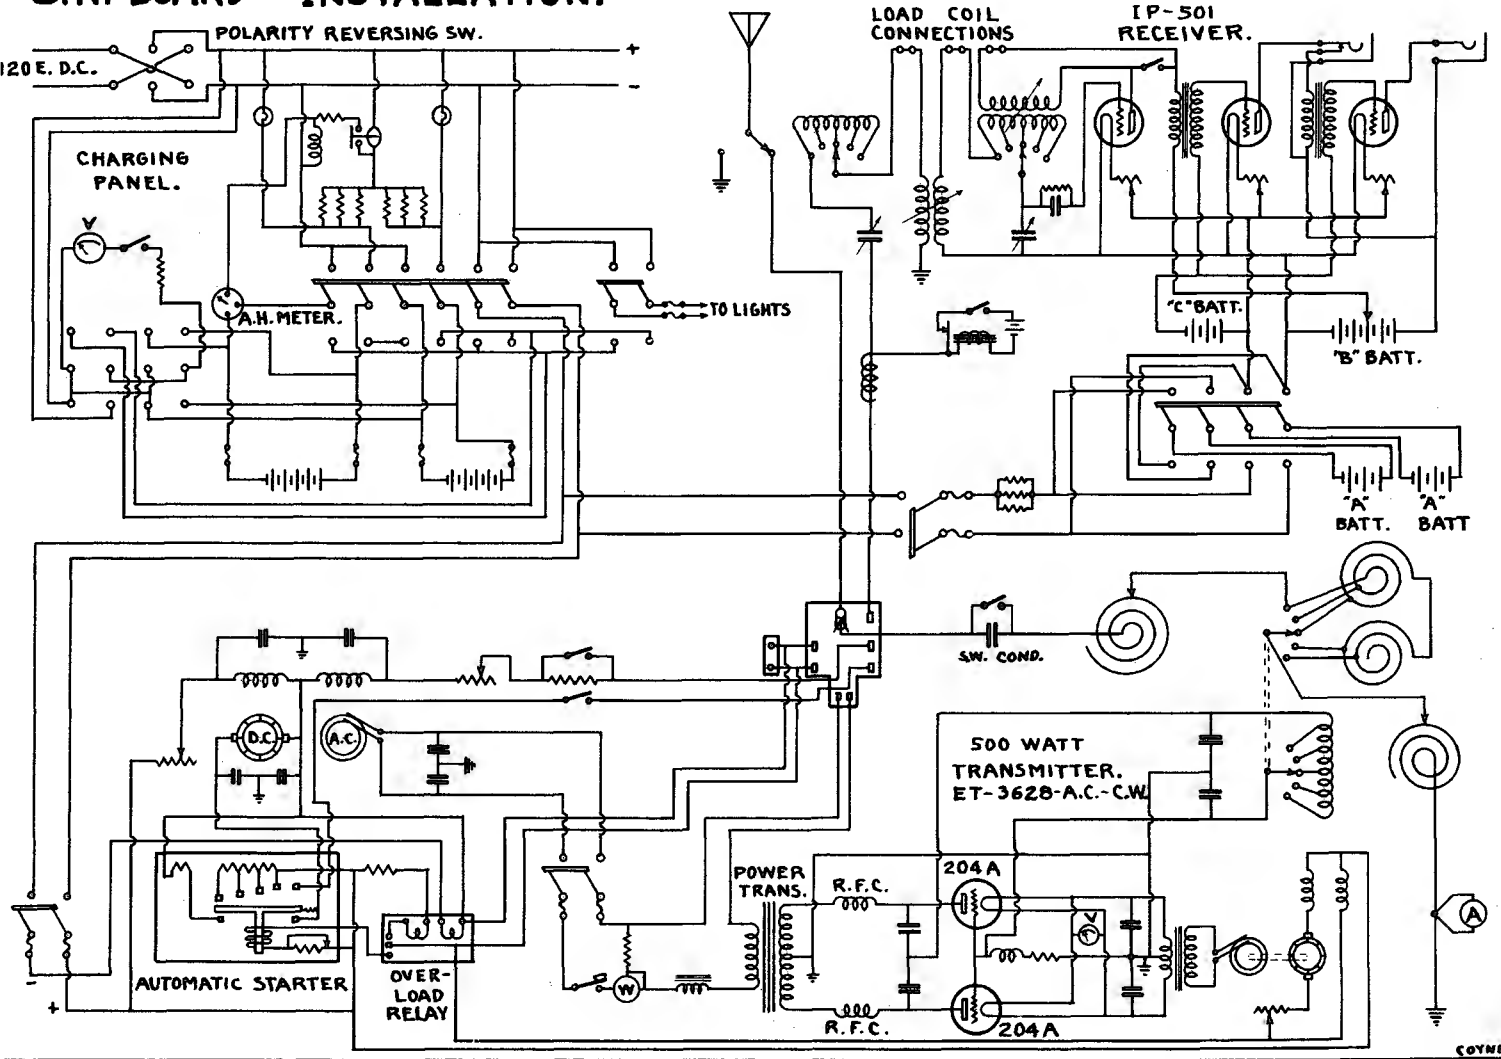 INSTALLATION.
POLARITY REVERSING SW.
120 E. D.C.
+
-
CHARGING
PANEL.
V
A.H. METER.
TO LIGHTS
LOAD COIL
CONNECTIONS
IP-501
RECEIVER.
"C" BATT.
"B" BATT.
"A"
BATT.
"A"
BATT
S.W. COND.
D.C.
A.C.
500 WATT
TRANSMITTER.
ET-3628-A.C.-C.W.
POWER
TRANS.
R.F.C.
204A
V
A
AUTOMATIC STARTER
OVER-
LOAD
RELAY
W
R.F.C.
204A
-
+